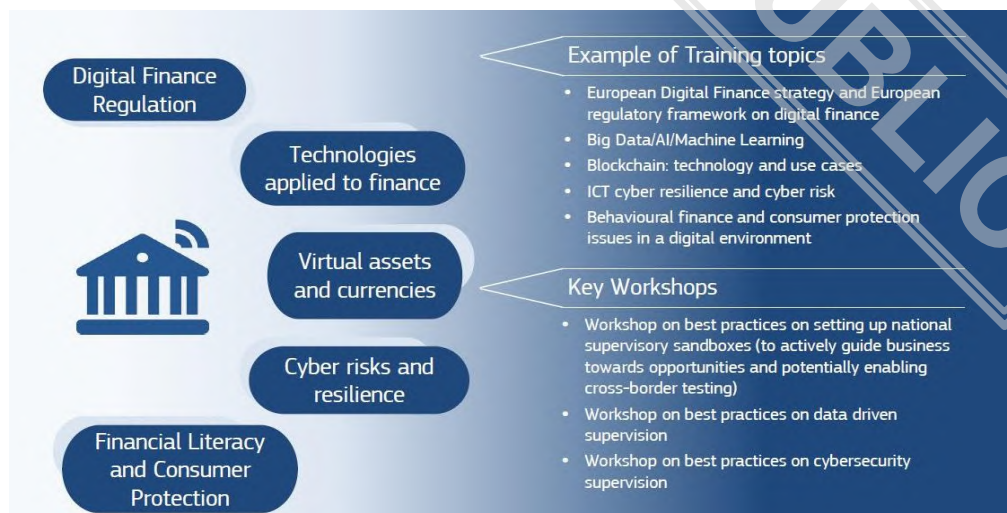 Digital Finance
Regulation
Technologies
applied to finance
Virtual assets
and currencies
Cyber risks and
resilience
Financial Literacy
and Consumer
Protection
Example of Training topics
• European Digital Finance strategy and European
regulatory framework on digital finance
• Big Data/AI/Machine Learning
• Blockchain: technology and use cases
• ICT cyber resilience and cyber risk
• Behavioural finance and consumer protection
issues in a digital environment
Key Workshops
• Workshop on best practices on setting up national
supervisory sandboxes (to actively guide business
towards opportunities and potentially enabling
cross-border testing)
• Workshop on best practices on data driven
supervision
• Workshop on best practices on cybersecurity
supervision
UBLIC